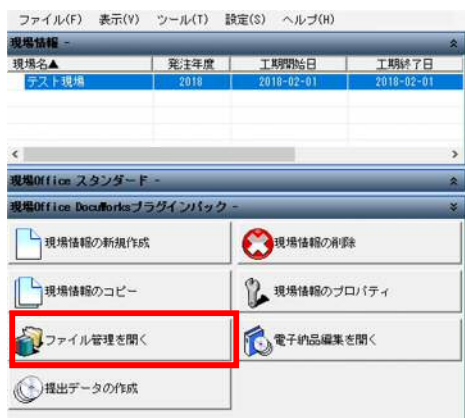 ファイル(F) 表示(V) ツール(T) 設定(S) ヘルプ(H)
現場情報 -
現場名▲ 発注年度 工期開始日 工期終了日
テスト現場 2018 2018-02-01 2018-02-01
現場Office スタンダード -
現場Office DocuWorksプラグインパック -
現場情報の新規作成 現場情報の削除
現場情報のコピー 現場情報のプロパティ
ファイル管理を開く 電子納品編集を開く
提出データの作成